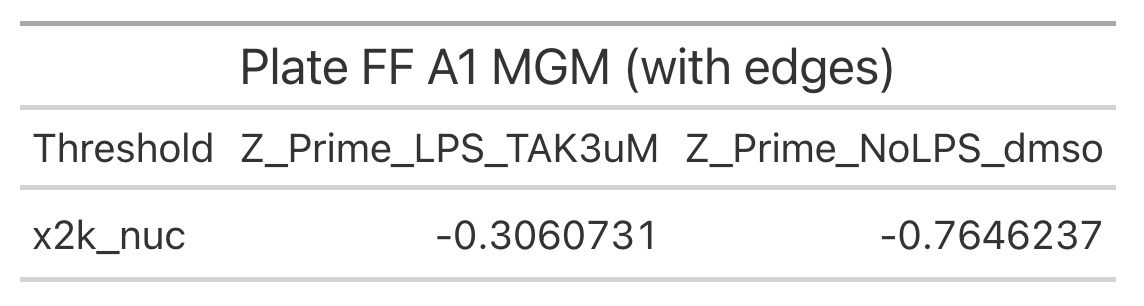 Plate FF A1 MGM (with edges)
Threshold Z_Prime_LPS_TAK3uM Z_Prime_NoLPS_dmso
x2k_nuc -0.3060731 -0.7646237